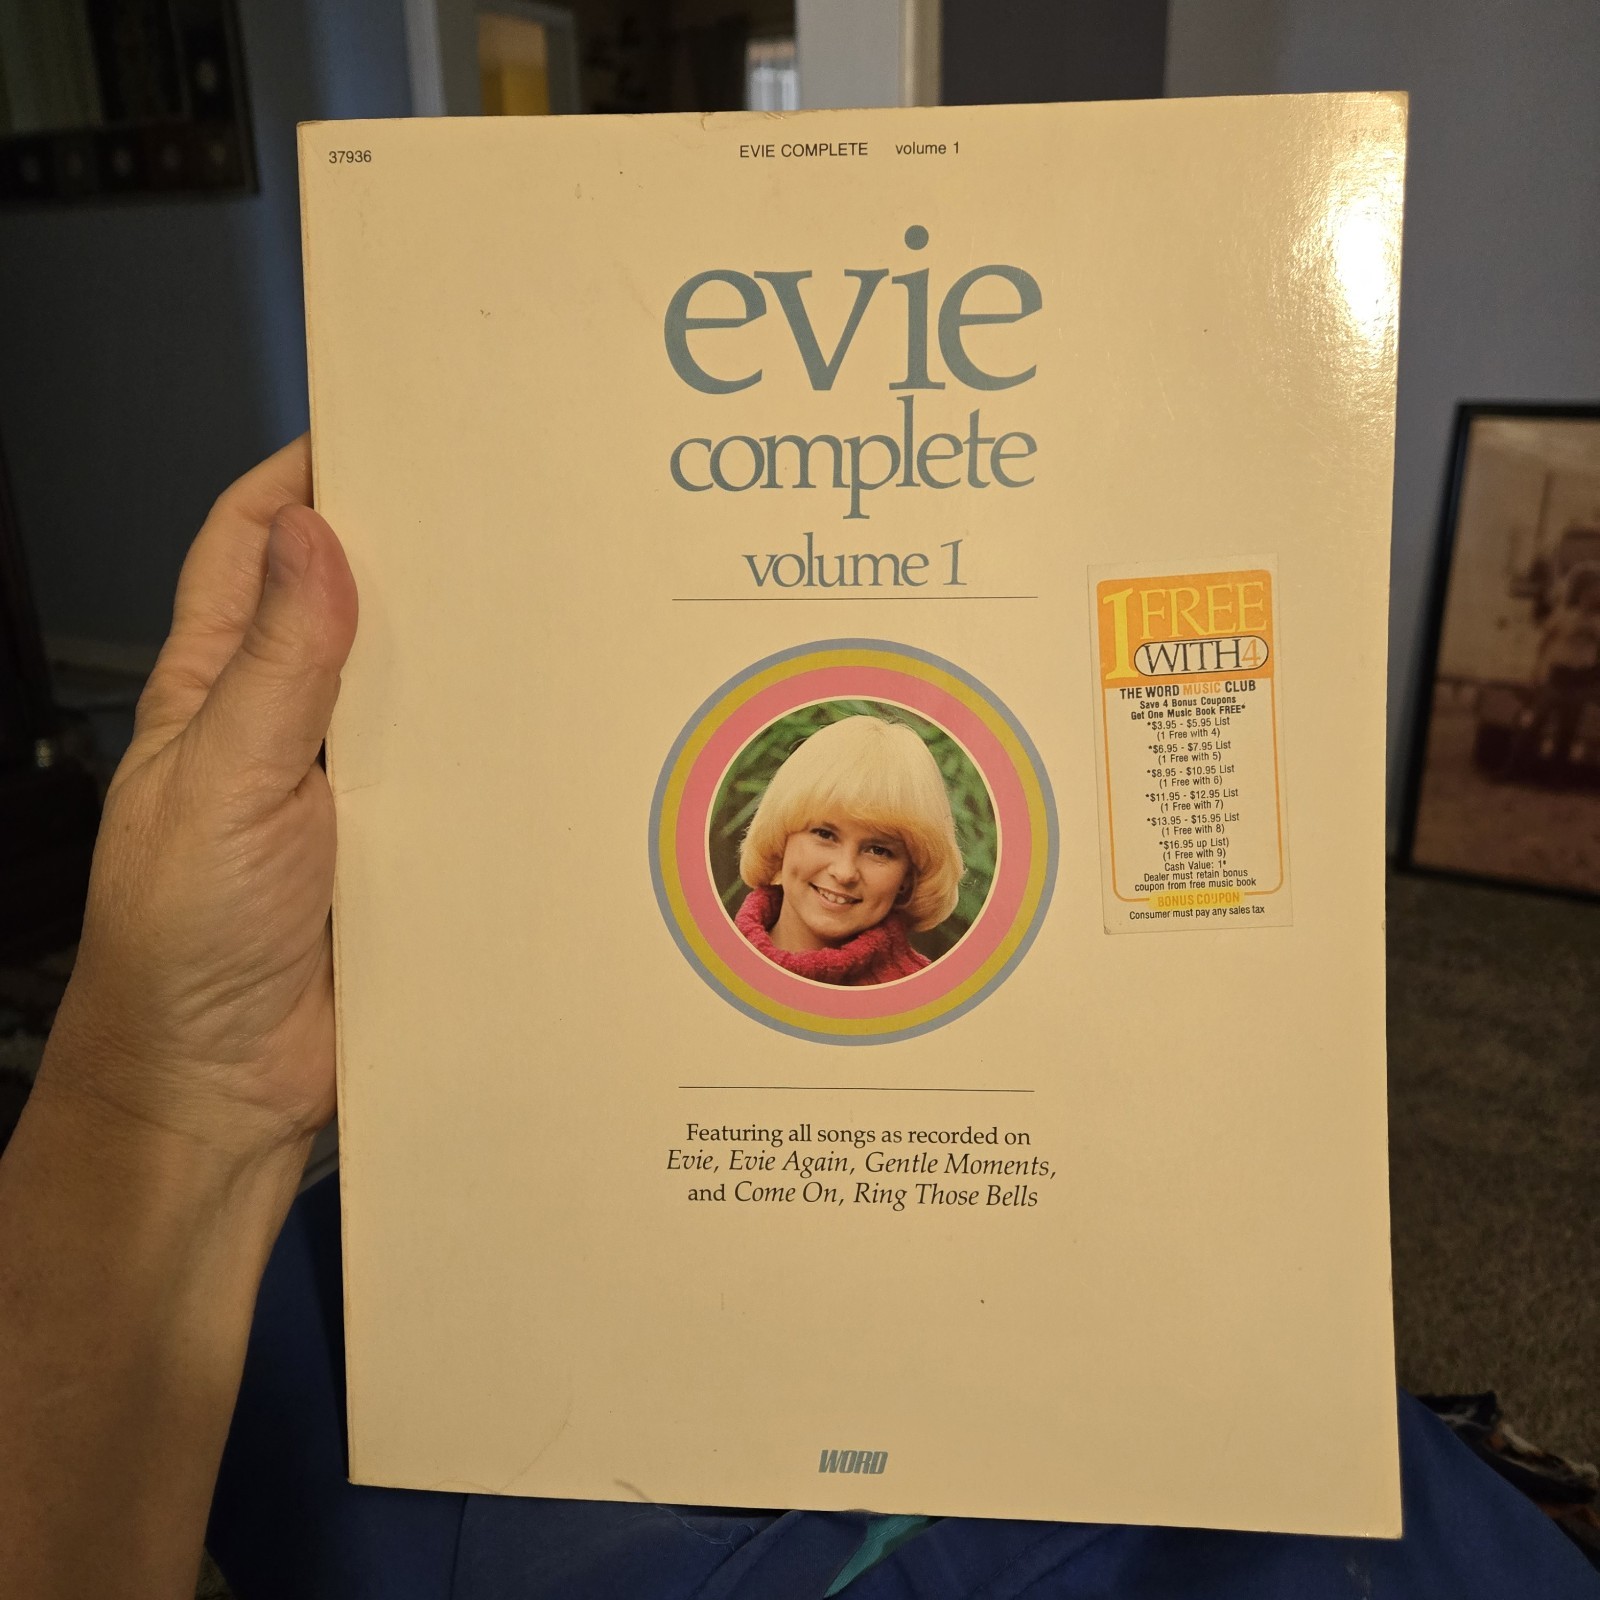 37936
EVIE COMPLETE volume 1
evie
complete
volume 1
1 FREE
WITH 4
THE WORD MUSIC CLUB
Save 4 Bonus Coupons
Get One Music Book FREE*
*$3.95 - $5.95 List
(1 Free with 4)
*$6.95 - $7.95 List
(1 Free with 5)
*$8.95 - $10.95 List
(1 Free with 6)
*$11.95 - $12.95 List
(1 Free with 7)
*$13.95 - $15.95 List
(1 Free with 8)
*$16.95 up List)
(1 Free with 9)
Cash Value: 1¢
Dealer must retain bonus
coupon from free music book
BONUS COUPON
Consumer must pay any sales tax
Featuring all songs as recorded on
Evie, Evie Again, Gentle Moments,
and Come On, Ring Those Bells
WORD